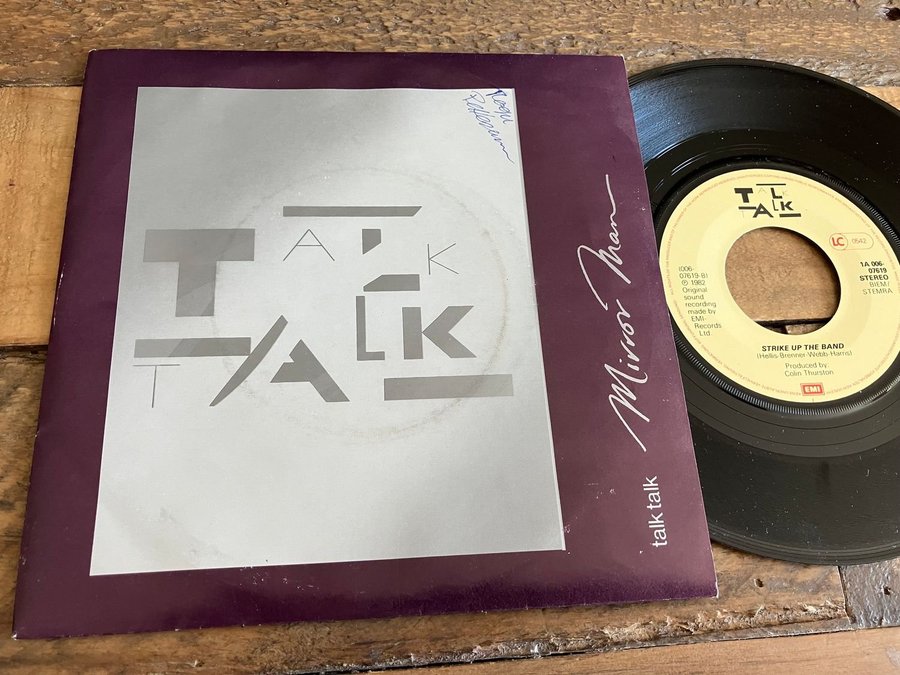 TALK
TALK
Mirror Man
talk talk
TALK
TALK
LC 0542
1A 006-
07619
STEREO
BIEM/
STEMRA
1006-
07619-B1
℗ 1982
Original
sound
recording
made by
EMI-
Records
Ltd.
STRIKE UP THE BAND
(Hellis-Brenner-Webb-Harris)
Produced by:
Colin Thurston
EMI